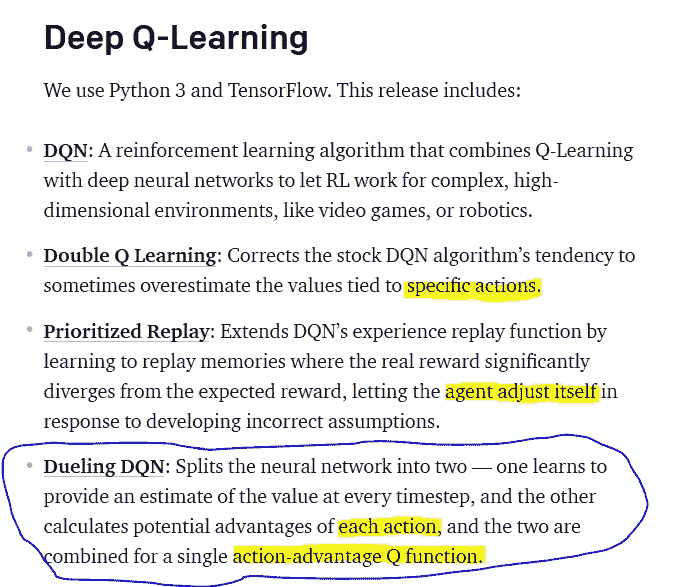 Deep Q-Learning
We use Python 3 and TensorFlow. This release includes:
• DQN: A reinforcement learning algorithm that combines Q-Learning
with deep neural networks to let RL work for complex, high-
dimensional environments, like video games, or robotics.
• Double Q Learning: Corrects the stock DQN algorithm’s tendency to
sometimes overestimate the values tied to specific actions.
• Prioritized Replay: Extends DQN’s experience replay function by
learning to replay memories where the real reward significantly
diverges from the expected reward, letting the agent adjust itself in
response to developing incorrect assumptions.
• Dueling DQN: Splits the neural network into two — one learns to
provide an estimate of the value at every timestep, and the other
calculates potential advantages of each action, and the two are
combined for a single action-advantage Q function.